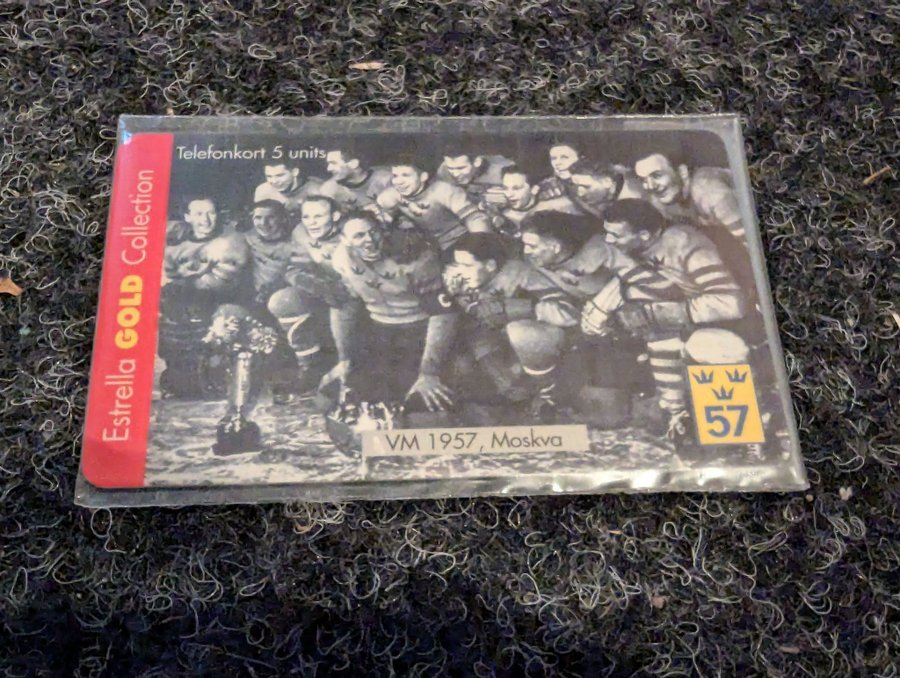 Telefonkort 5 units
Estrella GOLD Collection
VM 1957, Moskva
57